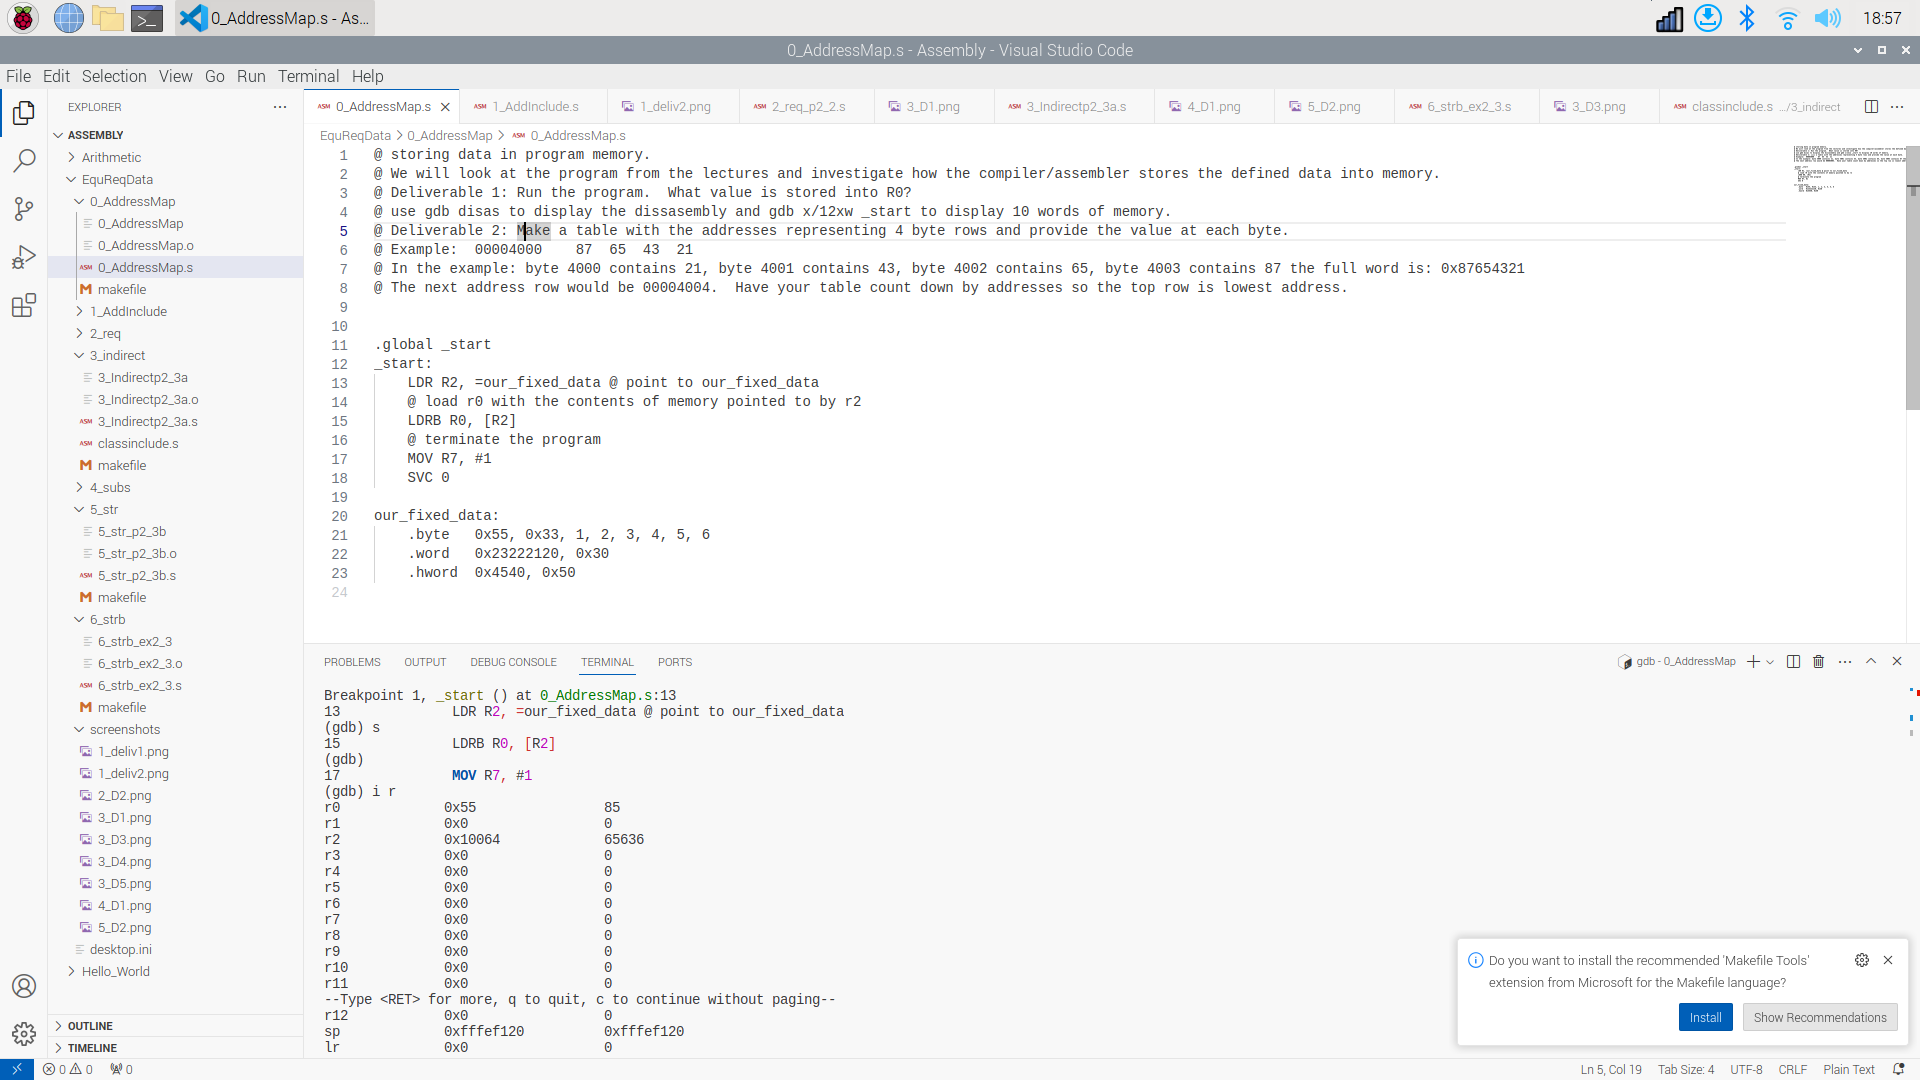 0_AddressMap.s - As...
18:57
0_AddressMap.s - Assembly - Visual Studio Code
File Edit Selection View Go Run Terminal Help
EXPLORER
ASSEMBLY
Arithmetic
EquReqData
0_AddressMap
0_AddressMap
0_AddressMap.o
ASM 0_AddressMap.s
M makefile
1_AddInclude
2_req
3_indirect
3_Indirectp2_3a
3_Indirectp2_3a.o
ASM 3_Indirectp2_3a.s
ASM classinclude.s
M makefile
4_subs
5_str
5_str_p2_3b
5_str_p2_3b.o
ASM 5_str_p2_3b.s
M makefile
6_strb
6_strb_ex2_3
6_strb_ex2_3.o
ASM 6_strb_ex2_3.s
M makefile
screenshots
1_deliv1.png
1_deliv2.png
2_D2.png
3_D1.png
3_D3.png
3_D4.png
3_D5.png
4_D1.png
5_D2.png
desktop.ini
Hello_World
OUTLINE
TIMELINE
ASM 0_AddressMap.s ASM 1_AddInclude.s 1_deliv2.png ASM 2_req_p2_2.s 3_D1.png ASM 3_Indirectp2_3a.s 4_D1.png 5_D2.png ASM 6_strb_ex2_3.s 3_D3.png ASM classinclude.s .../3_indirect
EquReqData > 0_AddressMap > ASM 0_AddressMap.s
1 @ storing data in program memory.
2 @ We will look at the program from the lectures and investigate how the compiler/assembler stores the defined data into memory.
3 @ Deliverable 1: Run the program.  What value is stored into R0?
4 @ use gdb disas to display the dissasembly and gdb x/12xw _start to display 10 words of memory.
5 @ Deliverable 2: Make a table with the addresses representing 4 byte rows and provide the value at each byte.
6 @ Example:  00004000    87  65  43  21
7 @ In the example: byte 4000 contains 21, byte 4001 contains 43, byte 4002 contains 65, byte 4003 contains 87 the full word is: 0x87654321
8 @ The next address row would be 00004004.  Have your table count down by addresses so the top row is lowest address.
9
10
11 .global _start
12 _start:
13     LDR R2, =our_fixed_data @ point to our_fixed_data
14     @ load r0 with the contents of memory pointed to by r2
15     LDRB R0, [R2]
16     @ terminate the program
17     MOV R7, #1
18     SVC 0
19
20 our_fixed_data:
21     .byte   0x55, 0x33, 1, 2, 3, 4, 5, 6
22     .word   0x23222120, 0x30
23     .hword  0x4540, 0x50
24
PROBLEMS OUTPUT DEBUG CONSOLE TERMINAL PORTS
gdb - 0_AddressMap
Breakpoint 1, _start () at 0_AddressMap.s:13
13              LDR R2, =our_fixed_data @ point to our_fixed_data
(gdb) s
15              LDRB R0, [R2]
(gdb)
17              MOV R7, #1
(gdb) i r
r0             0x55                85
r1             0x0                 0
r2             0x10064             65636
r3             0x0                 0
r4             0x0                 0
r5             0x0                 0
r6             0x0                 0
r7             0x0                 0
r8             0x0                 0
r9             0x0                 0
r10            0x0                 0
r11            0x0                 0
--Type <RET> for more, q to quit, c to continue without paging--
r12            0x0                 0
sp             0xfffef120          0xfffef120
lr             0x0                 0
Do you want to install the recommended 'Makefile Tools'
extension from Microsoft for the Makefile language?
Install Show Recommendations
0 0 0
Ln 5, Col 19 Tab Size: 4 UTF-8 CRLF Plain Text